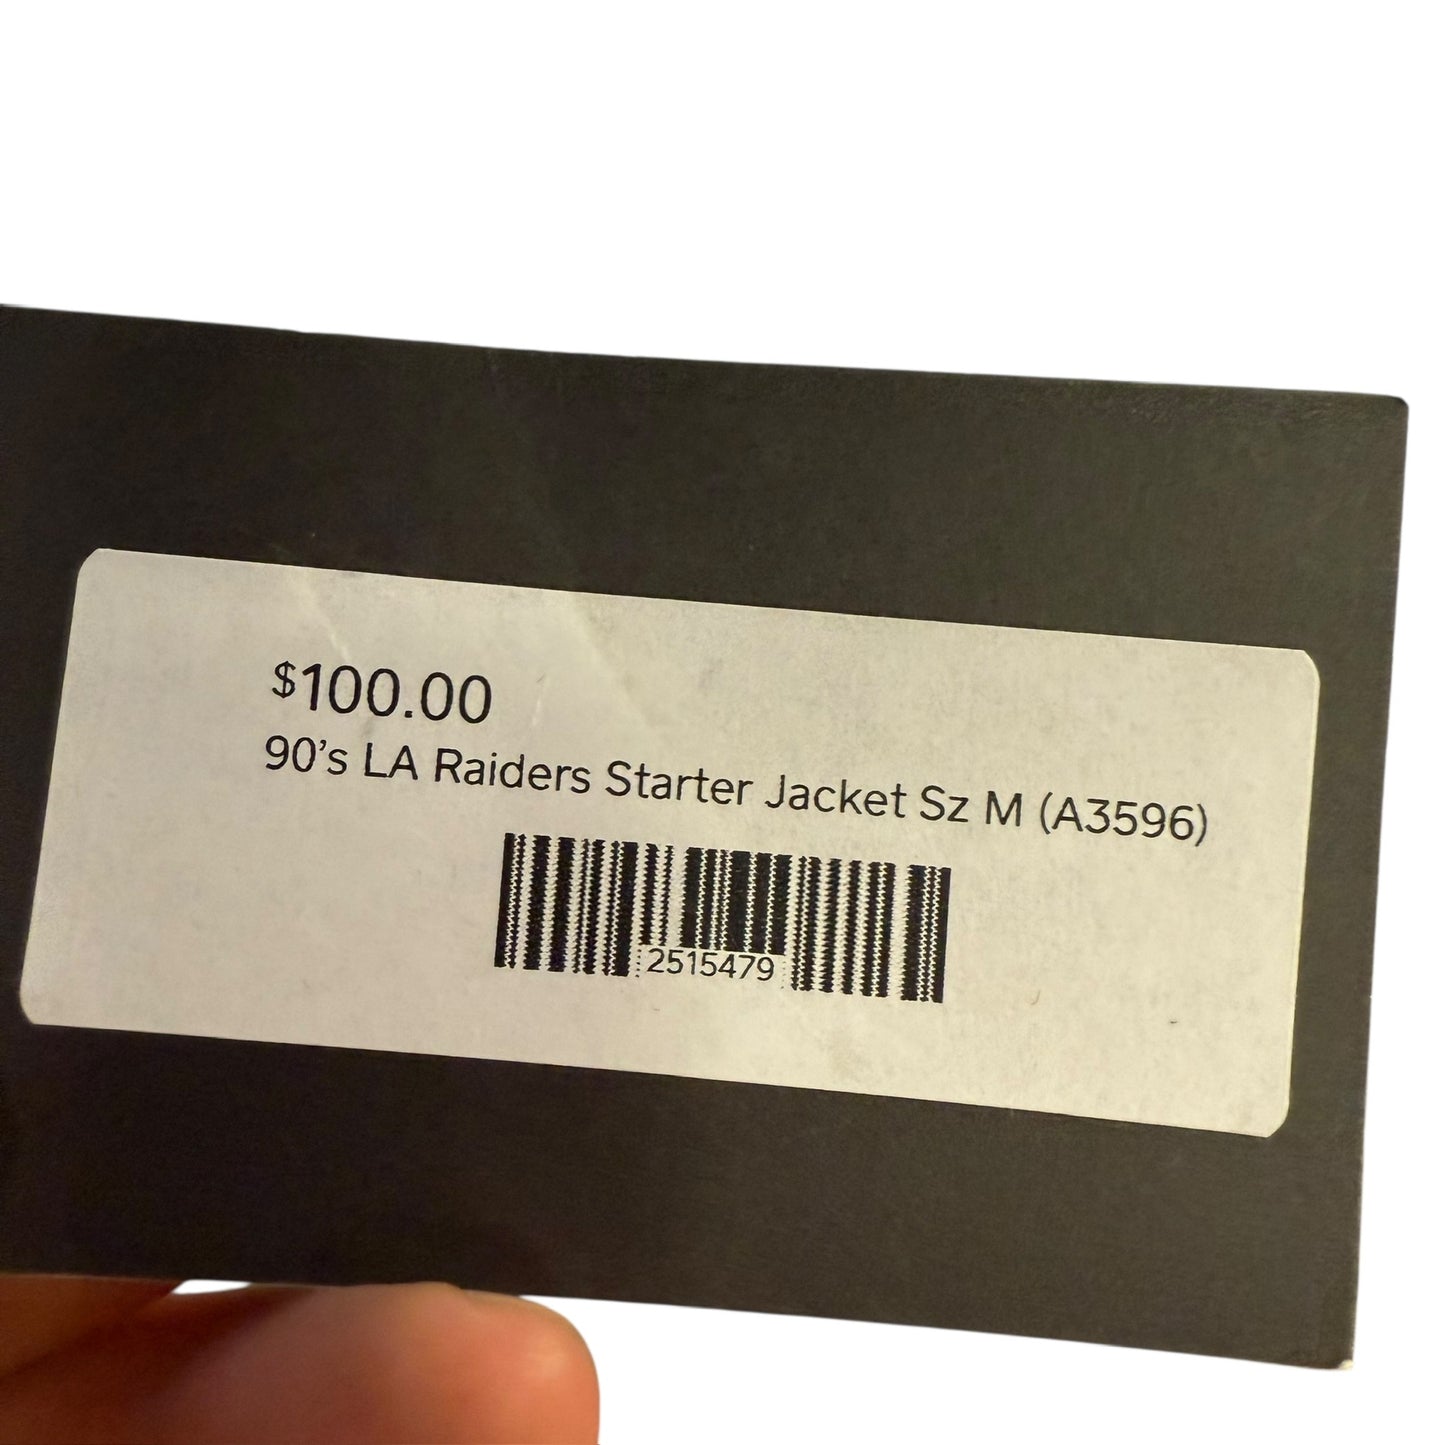 $100.00
90's LA Raiders Starter Jacket Sz M (A3596)
2515479